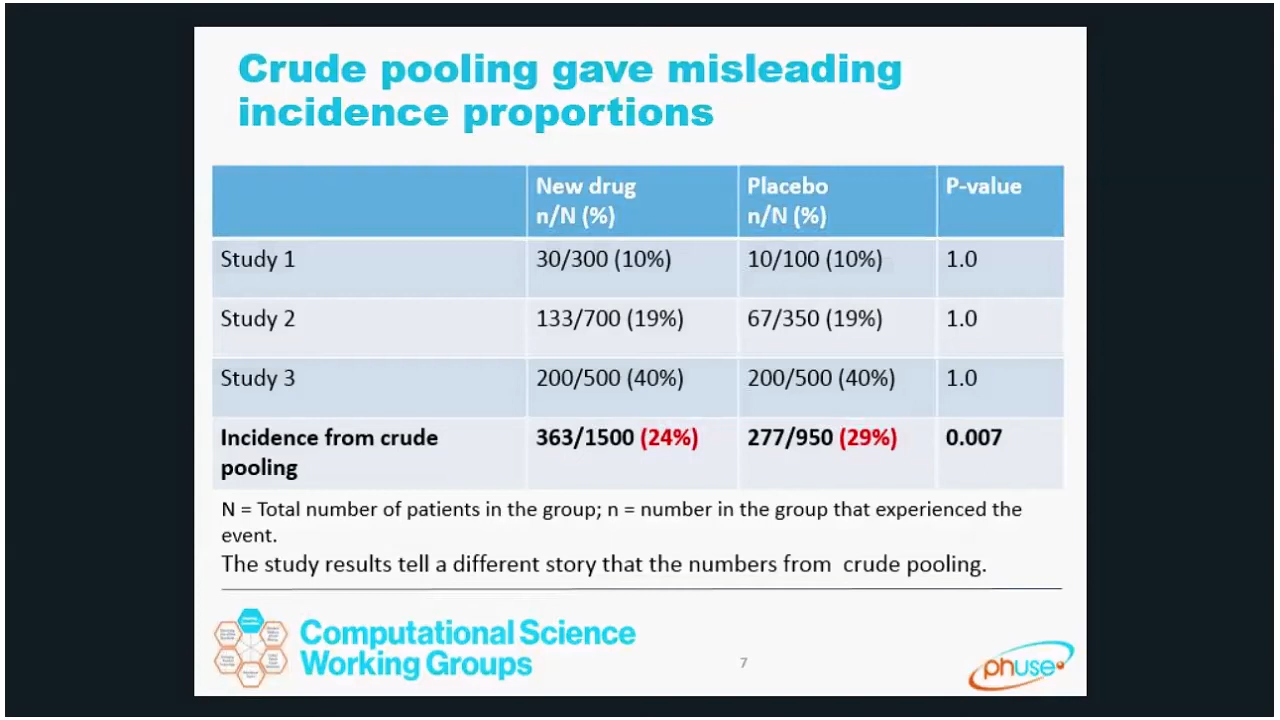 Crude pooling gave misleading
incidence proportions
New drug
n/N (%)
Placebo
n/N (%)
P-value
Study 1
30/300 (10%)
10/100 (10%)
1.0
Study 2
133/700 (19%)
67/350 (19%)
1.0
Study 3
200/500 (40%)
200/500 (40%)
1.0
Incidence from crude
pooling
363/1500 (24%)
277/950 (29%)
0.007
N = Total number of patients in the group; n = number in the group that experienced the
event.
The study results tell a different story that the numbers from  crude pooling.
Computational Science
Working Groups
7
phuse